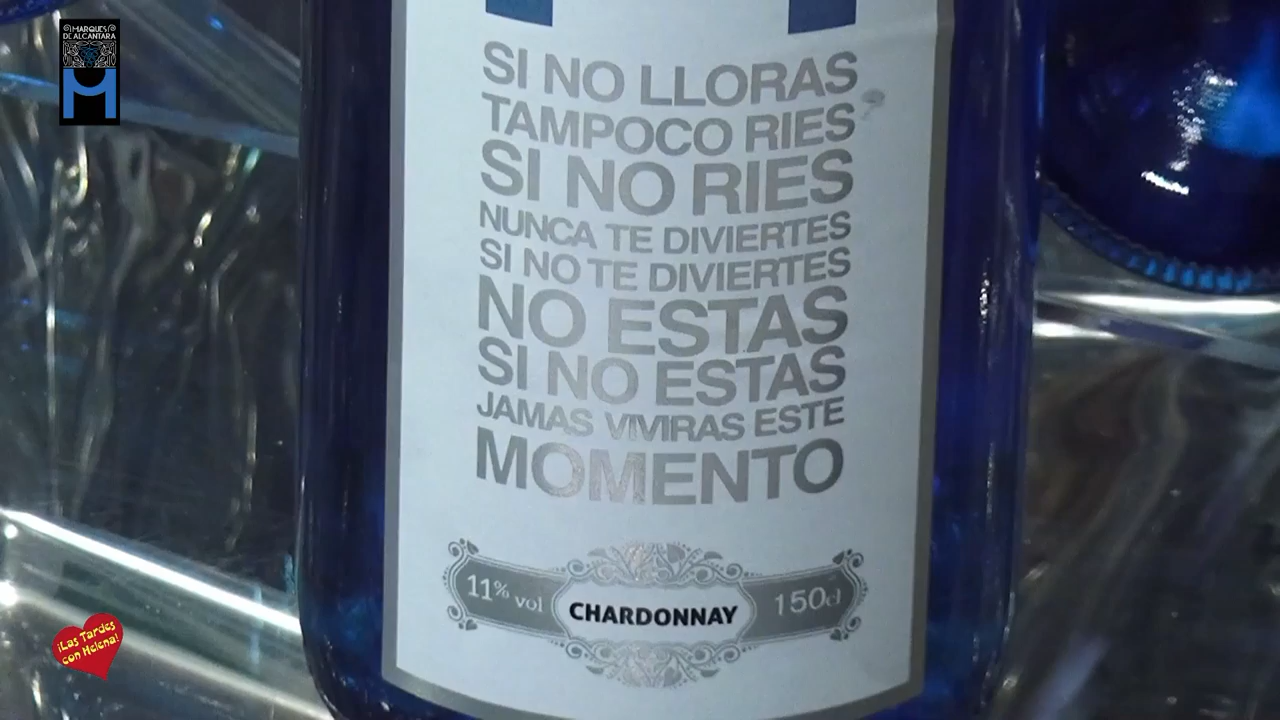 MARQUES
DE ALCANTARA
SI NO LLORAS
TAMPOCO RIES
SI NO RIES
NUNCA TE DIVIERTES
SI NO TE DIVIERTES
NO ESTAS
SI NO ESTAS
JAMAS VIVIRAS ESTE
MOMENTO
11% vol
CHARDONNAY
150cl
¡Las Tardes
con Helena!